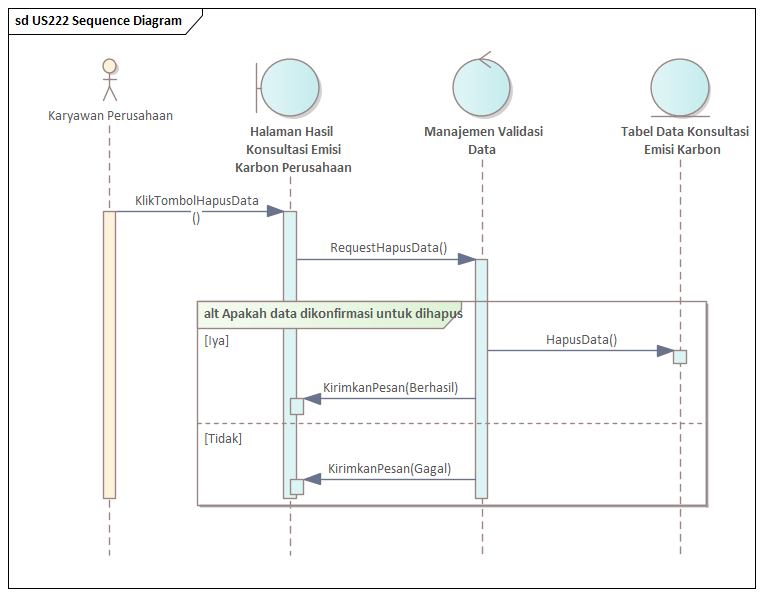 sd US222 Sequence Diagram
Karyawan Perusahaan
Halaman Hasil
Konsultasi Emisi
Karbon Perusahaan
Manajemen Validasi
Data
Tabel Data Konsultasi
Emisi Karbon
KlikTombolHapusData
()
RequestHapusData()
alt Apakah data dikonfirmasi untuk dihapus
[Iya]
HapusData()
KirimkanPesan(Berhasil)
[Tidak]
KirimkanPesan(Gagal)